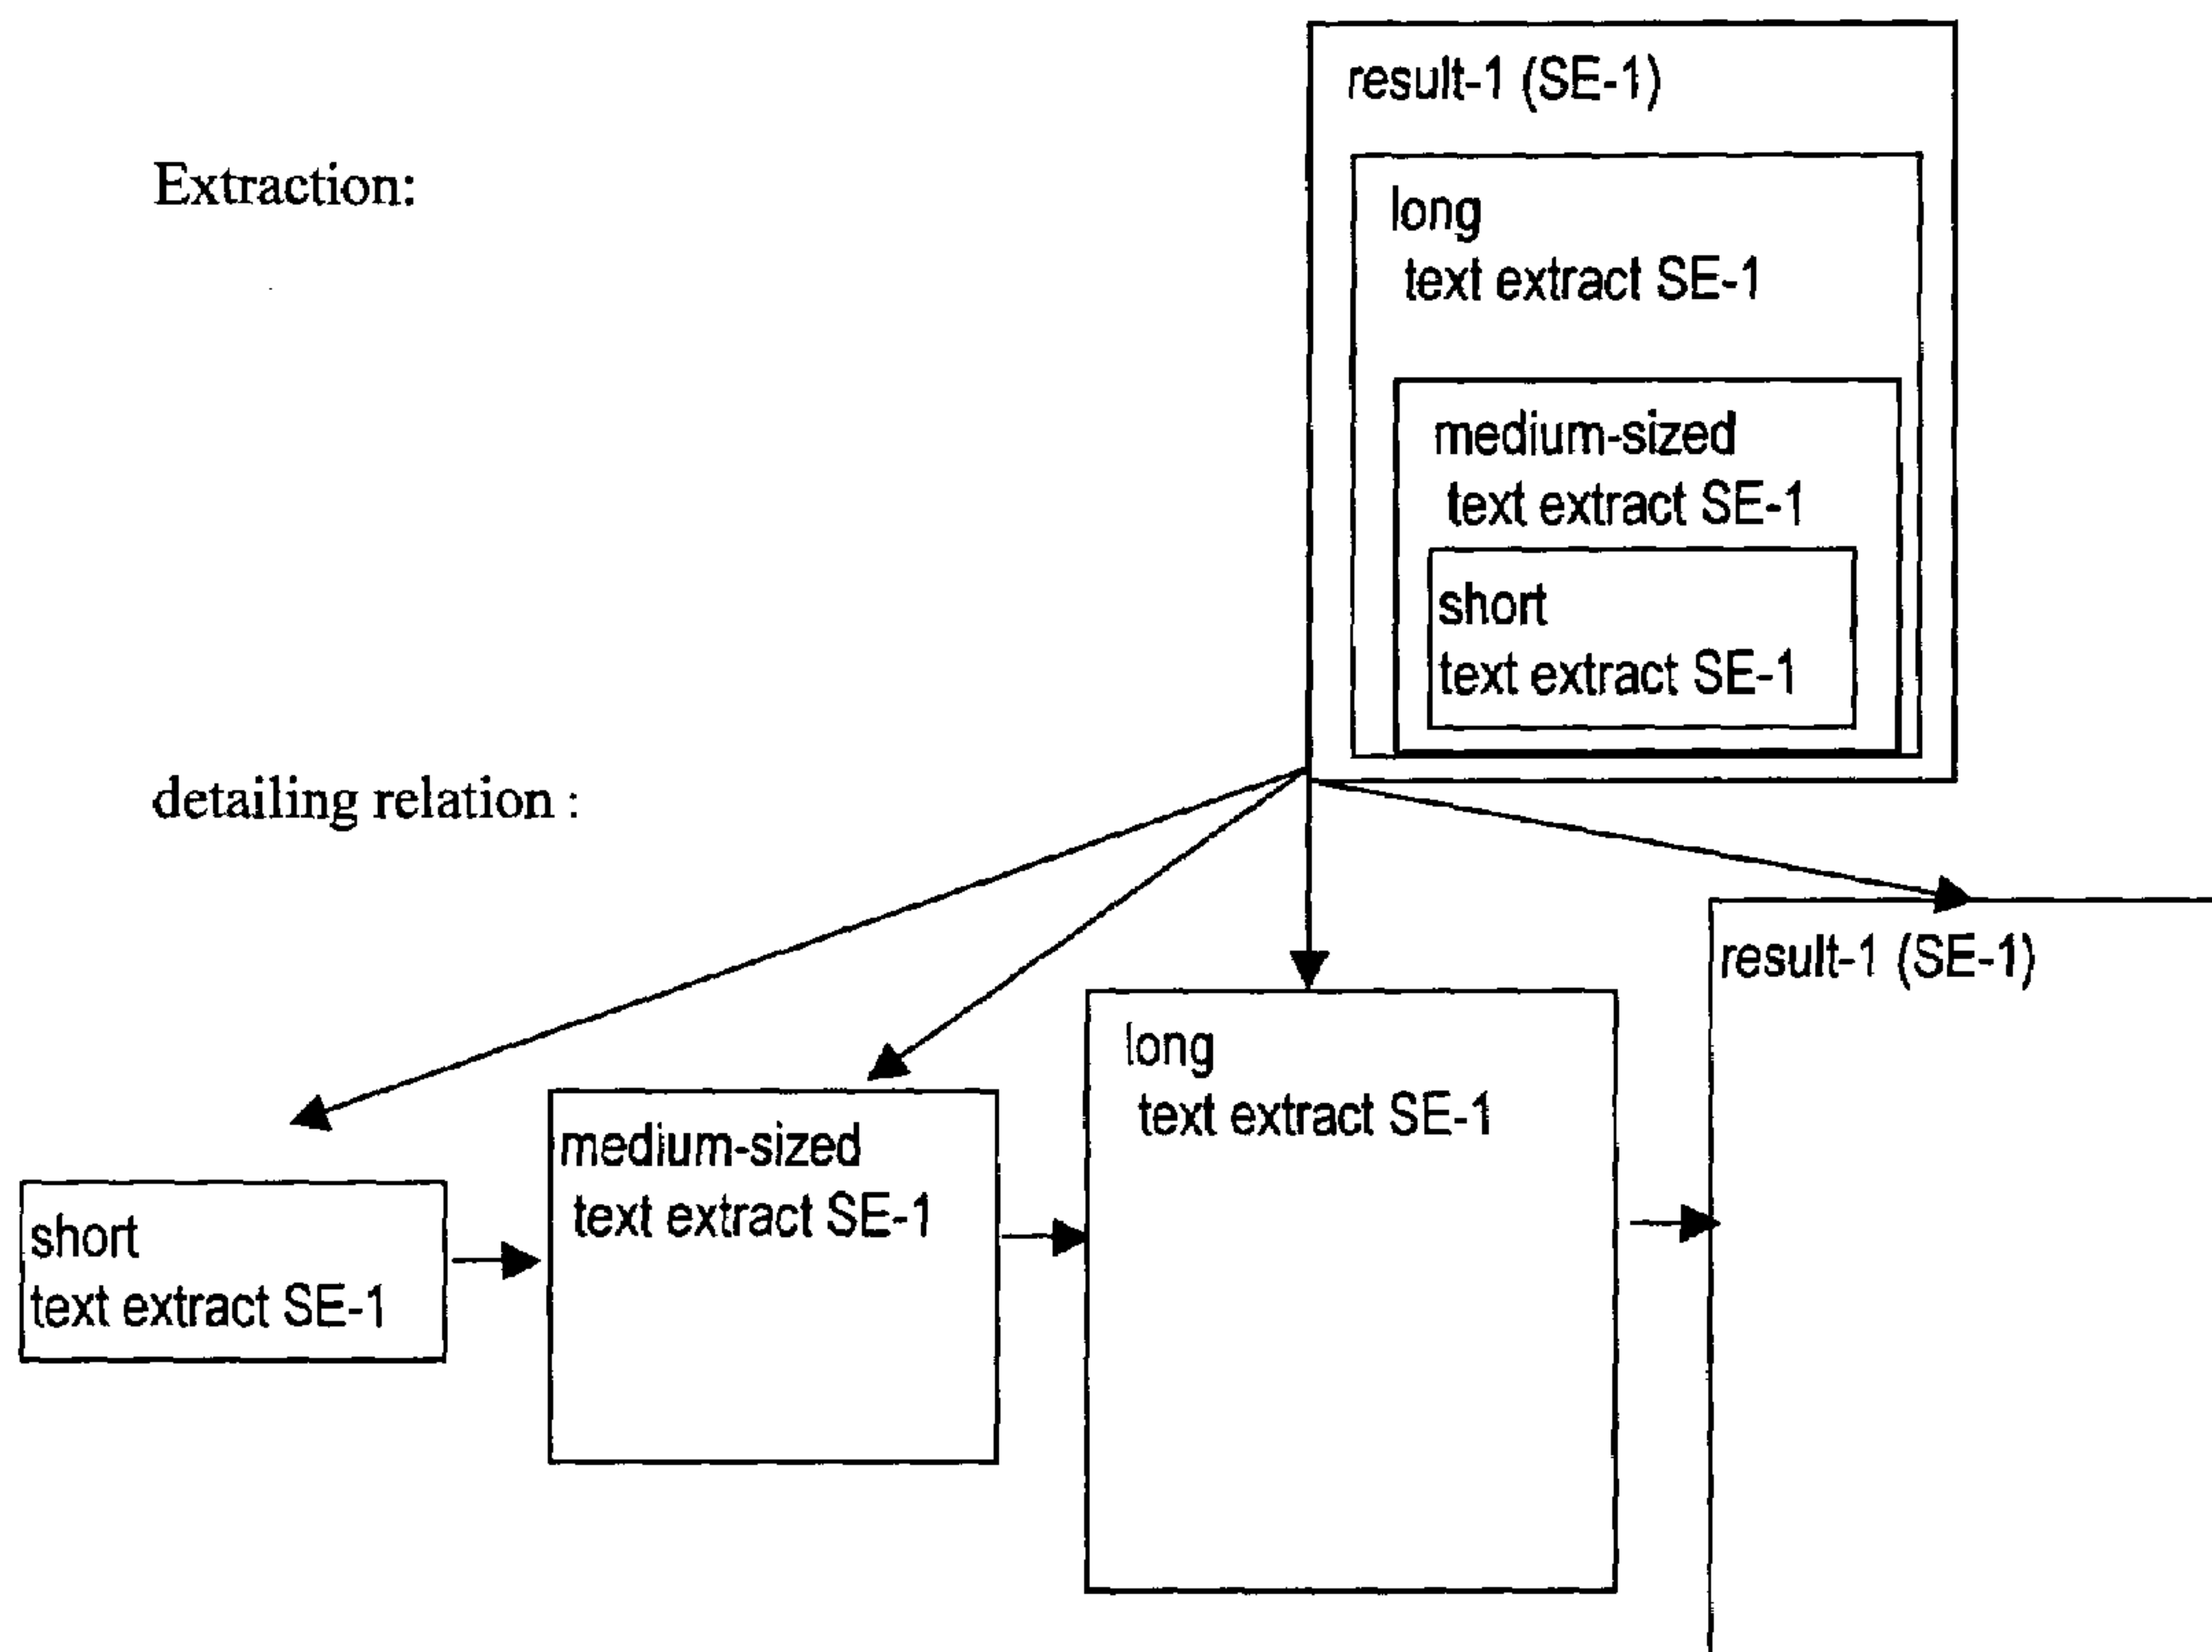 result-1 (SE-1)
Extraction:
long
text extract SE-1
medium-sized
text extract SE-1
short
text extract SE-1
detailing relation :
result-1 (SE-1)
long
text extract SE-1
medium-sized
text extract SE-1
short
text extract SE-1